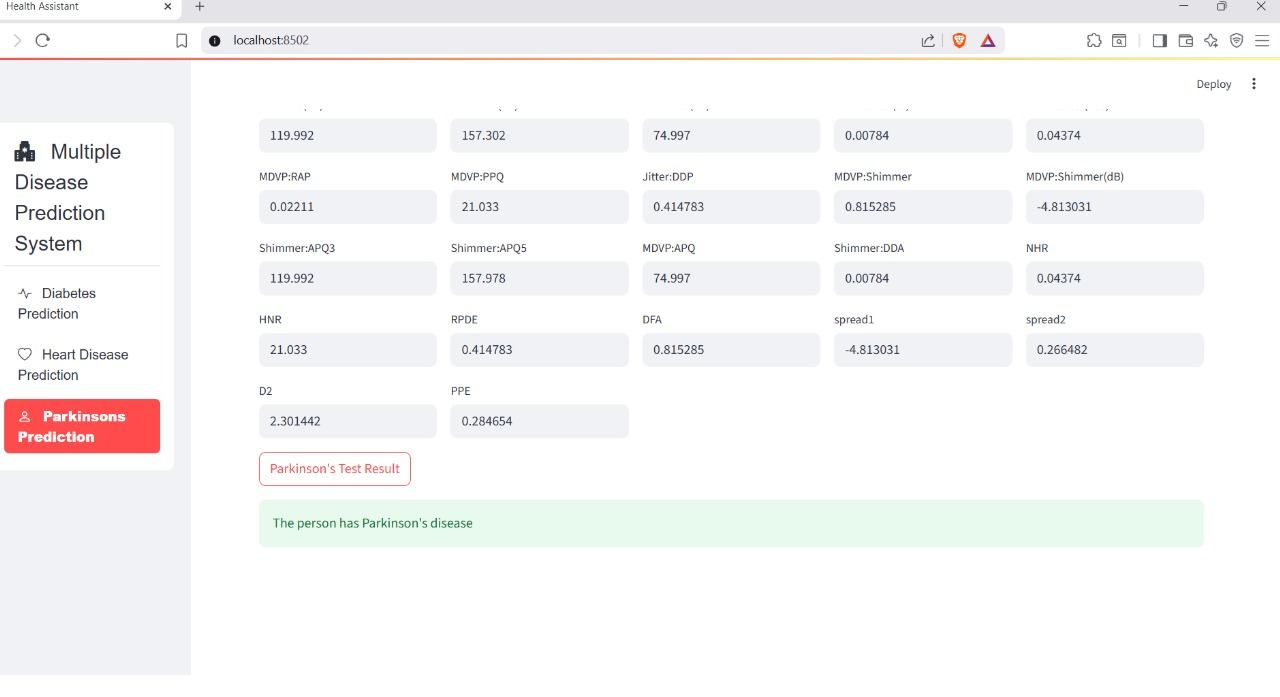 Health Assistant
localhost:8502
Deploy
Multiple
Disease
Prediction
System
Diabetes
Prediction
Heart Disease
Prediction
Parkinsons
Prediction
119.992 157.302 74.997 0.00784 0.04374
MDVP:RAP MDVP:PPQ Jitter:DDP MDVP:Shimmer MDVP:Shimmer(dB)
0.02211 21.033 0.414783 0.815285 -4.813031
Shimmer:APQ3 Shimmer:APQ5 MDVP:APQ Shimmer:DDA NHR
119.992 157.978 74.997 0.00784 0.04374
HNR RPDE DFA spread1 spread2
21.033 0.414783 0.815285 -4.813031 0.266482
D2 PPE
2.301442 0.284654
Parkinson's Test Result
The person has Parkinson's disease